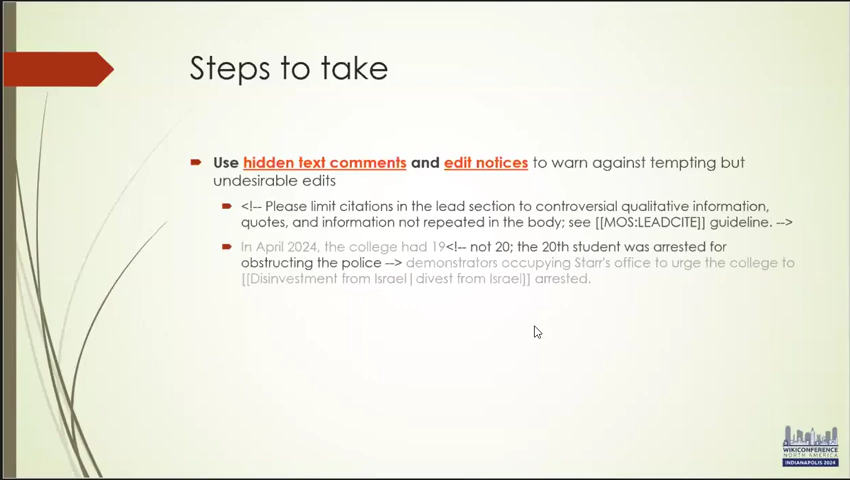 Steps to take
Use hidden text comments and edit notices to warn against tempting but
undesirable edits
<!-- Please limit citations in the lead section to controversial qualitative information,
quotes, and information not repeated in the body; see [[MOS:LEADCITE]] guideline. -->
In April 2024, the college had 19<!-- not 20; the 20th student was arrested for
obstructing the police --> demonstrators occupying Starr's office to urge the college to
[[Disinvestment from Israel|divest from Israel]] arrested.
WIKICONFERENCE
NORTH AMERICA
INDIANAPOLIS 2024